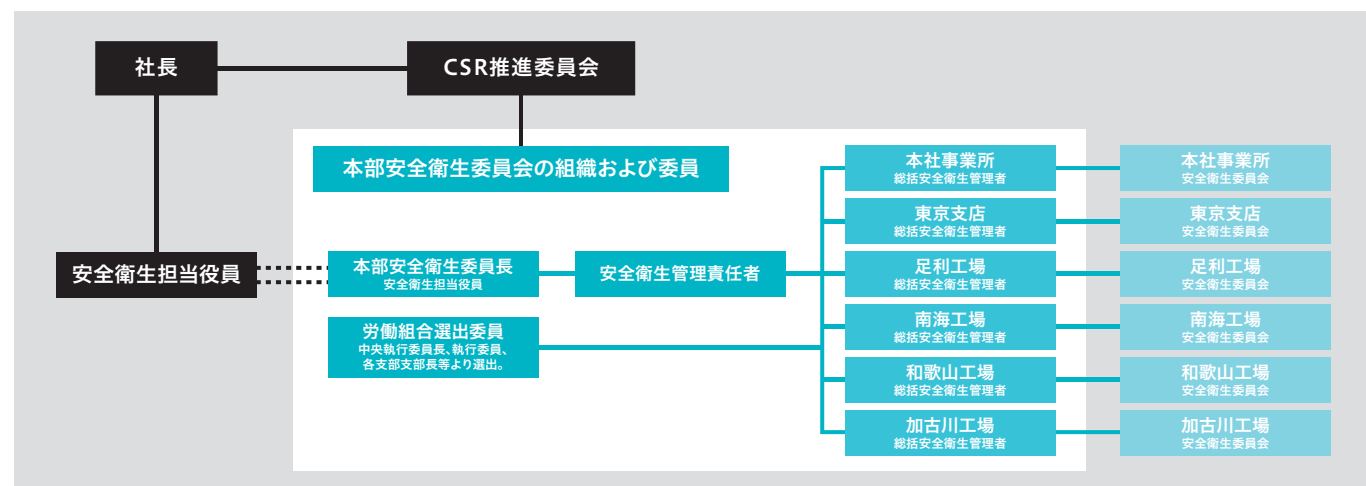 社長
CSR推進委員会
本部安全衛生委員会の組織および委員
安全衛生担当役員
本部安全衛生委員長
安全衛生担当役員
安全衛生管理責任者
労働組合選出委員
中央執行委員長、執行委員、
各支部支部長等より選出。
本社事業所
総括安全衛生管理者
本社事業所
安全衛生委員会
東京支店
総括安全衛生管理者
東京支店
安全衛生委員会
足利工場
総括安全衛生管理者
足利工場
安全衛生委員会
南海工場
総括安全衛生管理者
南海工場
安全衛生委員会
和歌山工場
総括安全衛生管理者
和歌山工場
安全衛生委員会
加古川工場
総括安全衛生管理者
加古川工場
安全衛生委員会